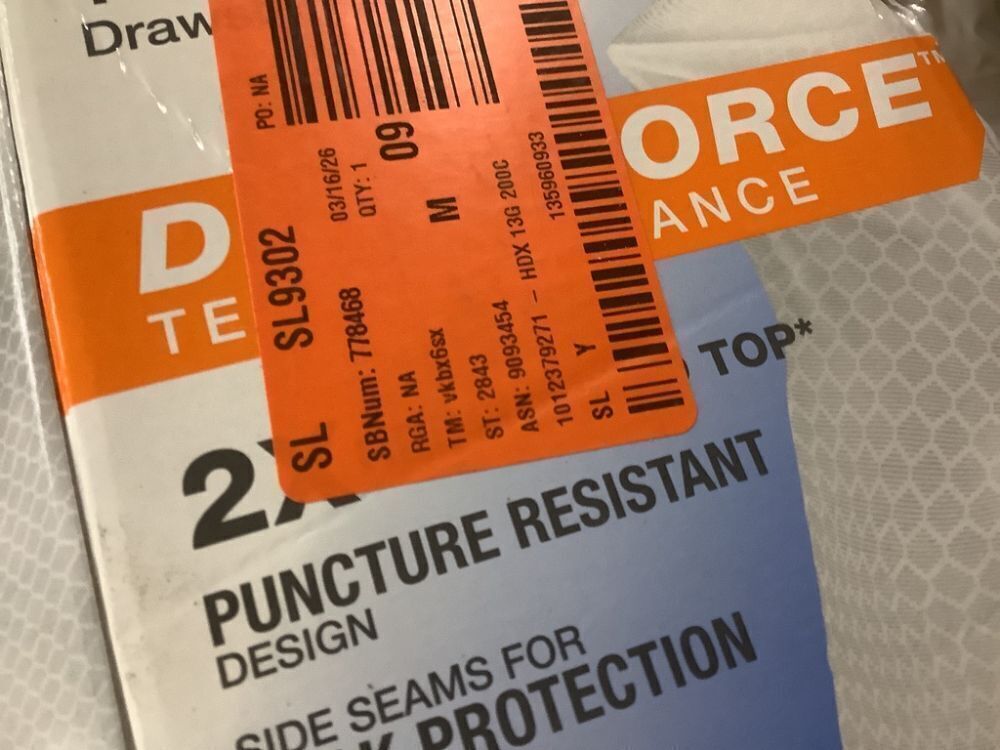 Draw
D
ORCE™
TE
ANCE
TOP*
2X
PUNCTURE RESISTANT
DESIGN
SIDE SEAMS FOR
PROTECTION
PO: NA
SL SL9302
03/16/26
QTY: 1
09
SBNum: 778468
RGA: NA
M
TM: vkbx6sx
ST: 2843
ASN: 9093454
1012379271 - HDX 13G 200C
135960933
SL Y